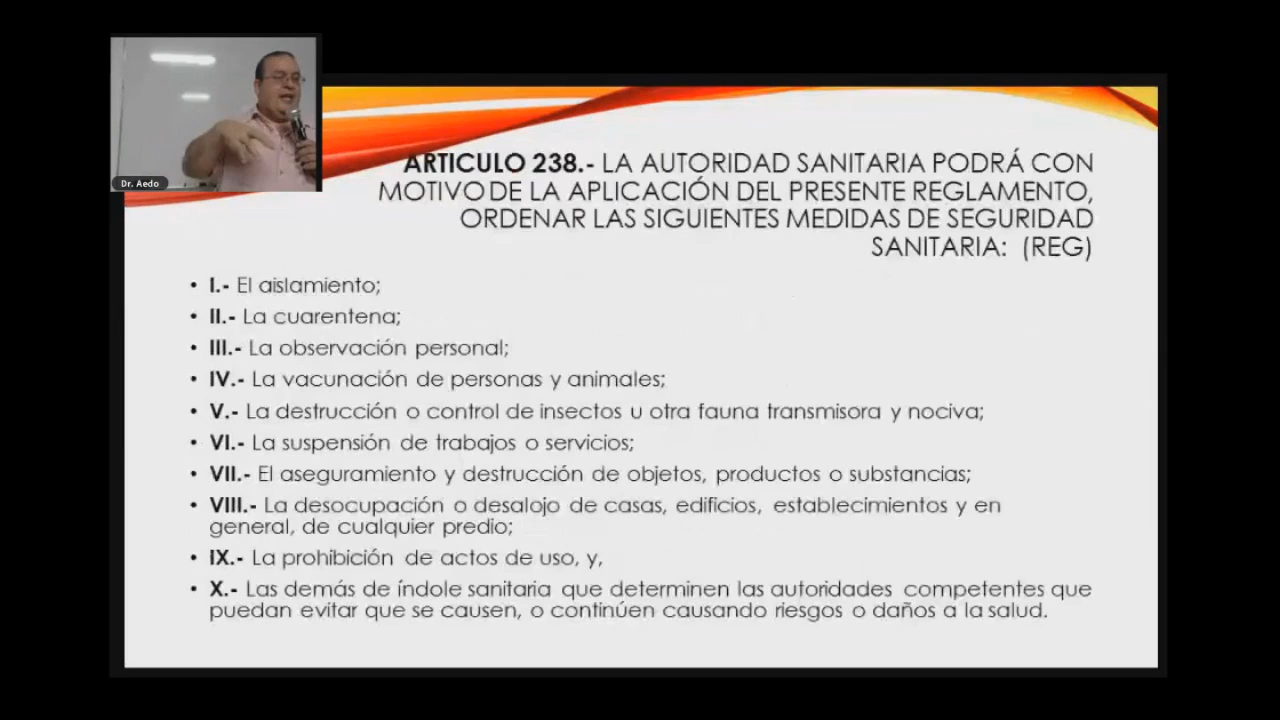 Dr. Aedo
ARTICULO 238.- LA AUTORIDAD SANITARIA PODRÁ CON
MOTIVO DE LA APLICACIÓN DEL PRESENTE REGLAMENTO,
ORDENAR LAS SIGUIENTES MEDIDAS DE SEGURIDAD
SANITARIA: (REG)
• I.- El aislamiento;
• II.- La cuarentena;
• III.- La observación personal;
• IV.- La vacunación de personas y animales;
• V.- La destrucción o control de insectos u otra fauna transmisora y nociva;
• VI.- La suspensión de trabajos o servicios;
• VII.- El aseguramiento y destrucción de objetos, productos o substancias;
• VIII.- La desocupación o desalojo de casas, edificios, establecimientos y en
general, de cualquier predio;
• IX.- La prohibición de actos de uso, y,
• X.- Las demás de índole sanitaria que determinen las autoridades competentes que
puedan evitar que se causen, o continúen causando riesgos o daños a la salud.